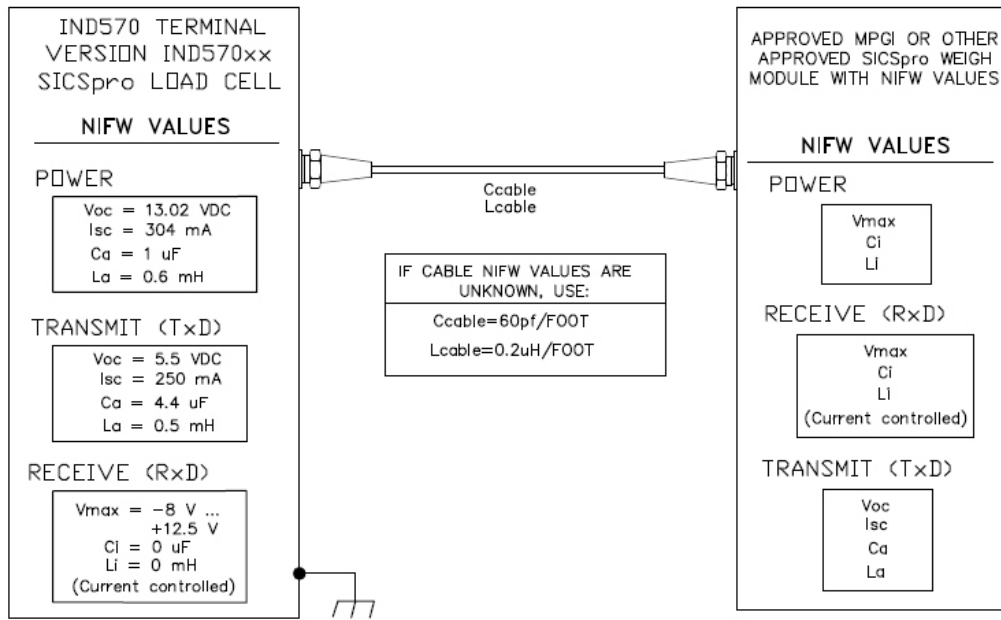 IND570 TERMINAL
VERSION IND570xx
SICSpro LOAD CELL
NIFW VALUES
POWER
Voc = 13.02 VDC
Isc = 304 mA
Ca = 1 uF
La = 0.6 mH
TRANSMIT (TxD)
Voc = 5.5 VDC
Isc = 250 mA
Ca = 4.4 uF
La = 0.5 mH
RECEIVE (RxD)
Vmax = -8 V ...
+12.5 V
Ci = 0 uF
Li = 0 mH
(Current controlled)
Ccable
Lcable
IF CABLE NIFW VALUES ARE
UNKNOWN, USE:
Ccable=60pf/FOOT
Lcable=0.2uH/FOOT
APPROVED MPGI OR OTHER
APPROVED SICSpro WEIGH
MODULE WITH NIFW VALUES
NIFW VALUES
POWER
Vmax
Ci
Li
RECEIVE (RxD)
Vmax
Ci
Li
(Current controlled)
TRANSMIT (TxD)
Voc
Isc
Ca
La